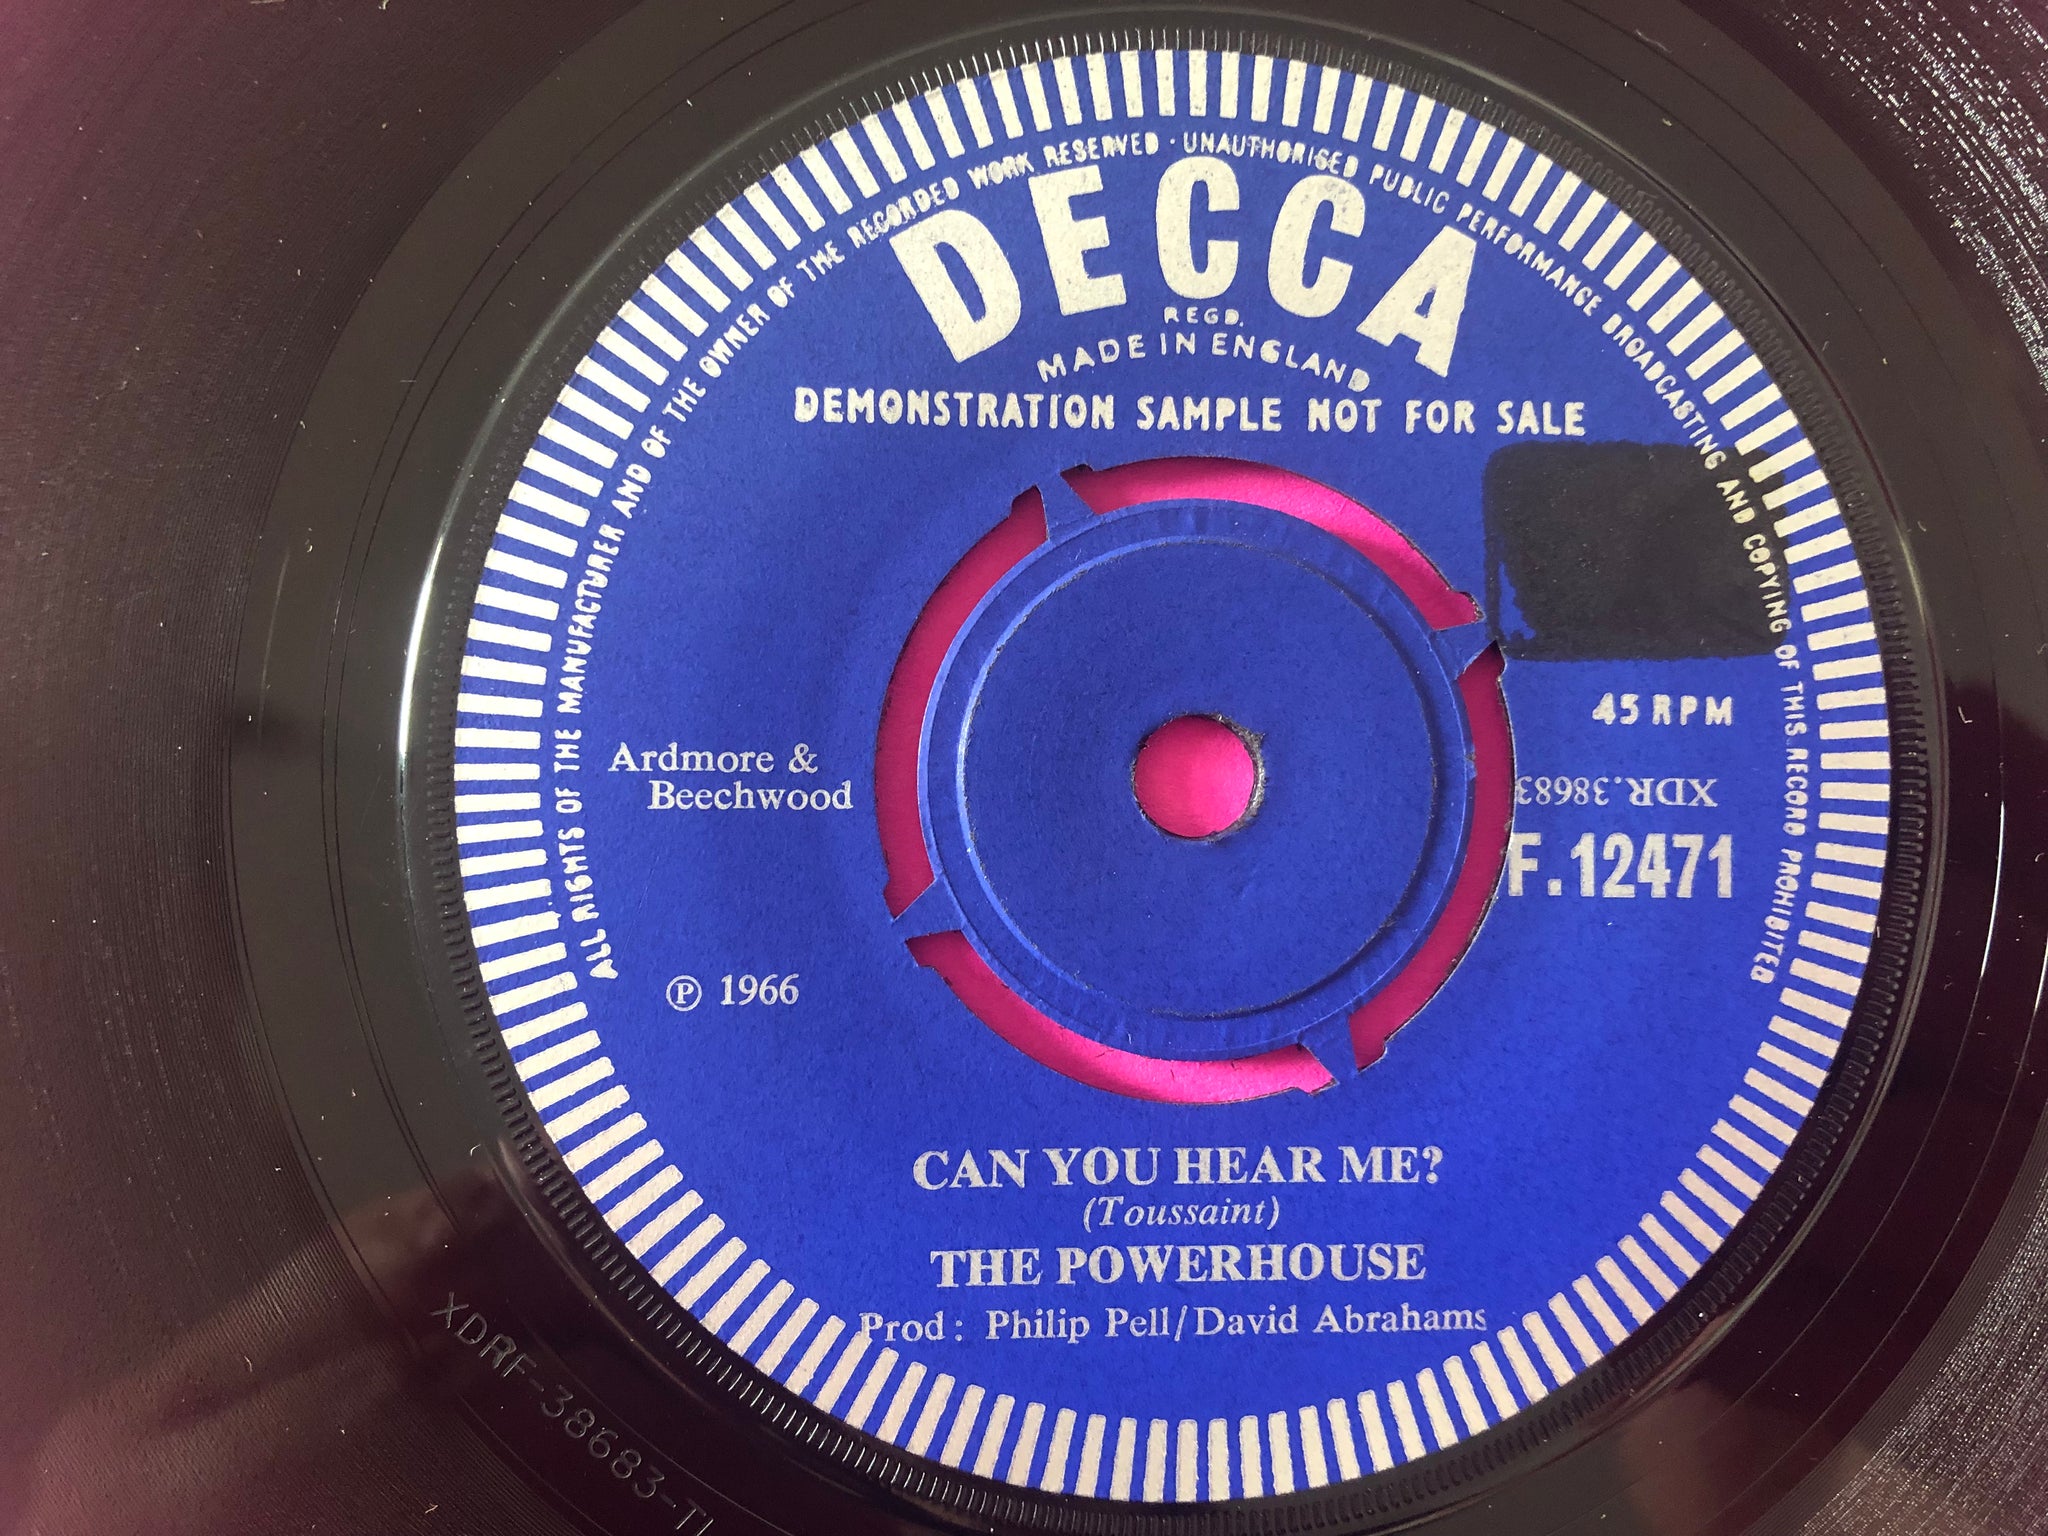 ALL RIGHTS OF THE MANUFACTURER AND OF THE OWNER OF THE RECORDED WORK RESERVED · UNAUTHORISED PUBLIC PERFORMANCE BROADCASTING AND COPYING OF THIS RECORD PROHIBITED
DECCA
REGD.
MADE IN ENGLAND
DEMONSTRATION SAMPLE NOT FOR SALE
45 RPM
Ardmore &
Beechwood
XDR.38683
F.12471
℗ 1966
CAN YOU HEAR ME?
(Toussaint)
THE POWERHOUSE
Prod: Philip Pell/David Abrahams
XDRF-38683-T1